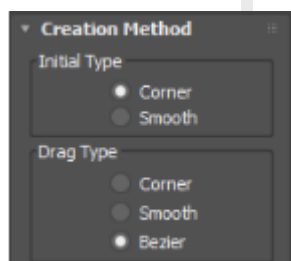 Creation Method
Initial Type
Corner
Smooth
Drag Type
Corner
Smooth
Bezier